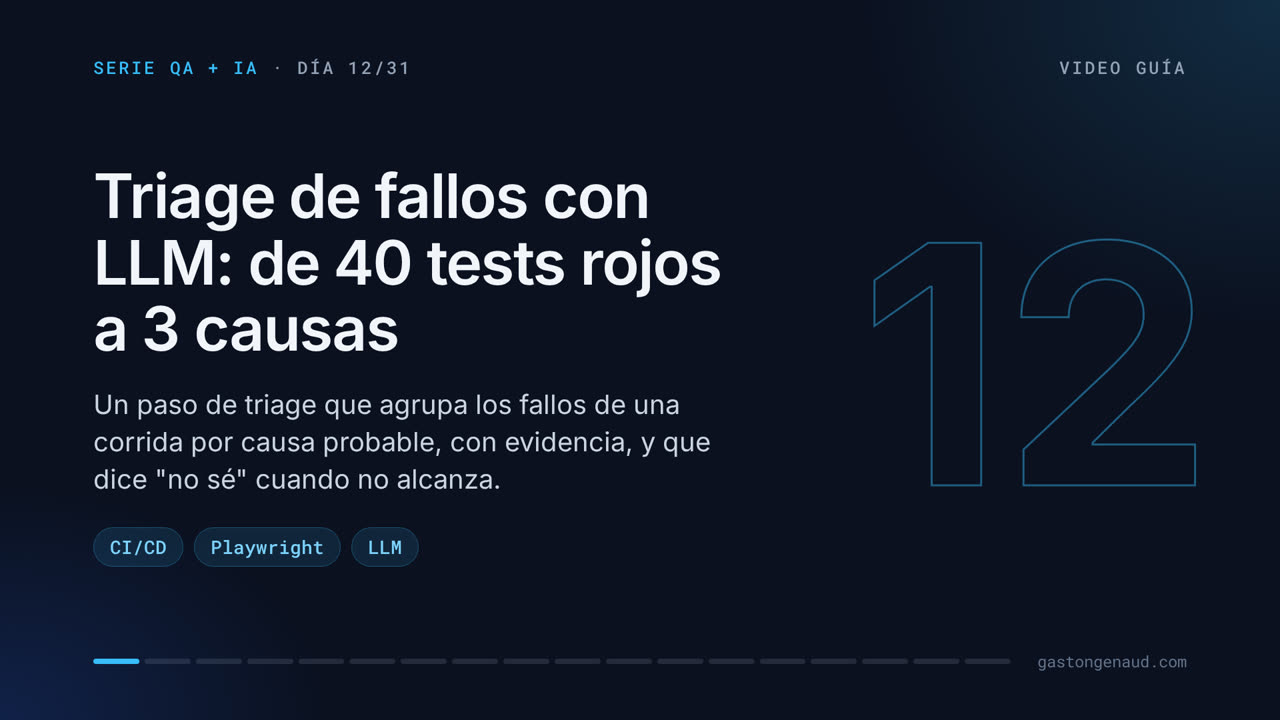 SERIE QA + IA · DÍA 12/31
VIDEO GUÍA
Triage de fallos con
LLM: de 40 tests rojos
a 3 causas
12
Un paso de triage que agrupa los fallos de una
corrida por causa probable, con evidencia, y que
dice "no sé" cuando no alcanza.
CI/CD
Playwright
LLM
gastongenaud.com